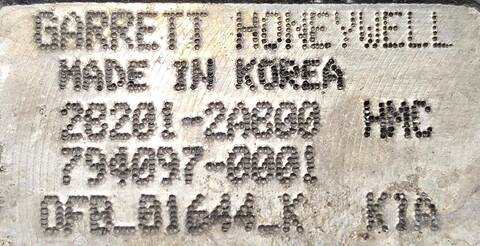 GARRETT HONEYWELL
MADE IN KOREA
28201-2A800 HMC
794097-0001
OFB_01644_K KIA